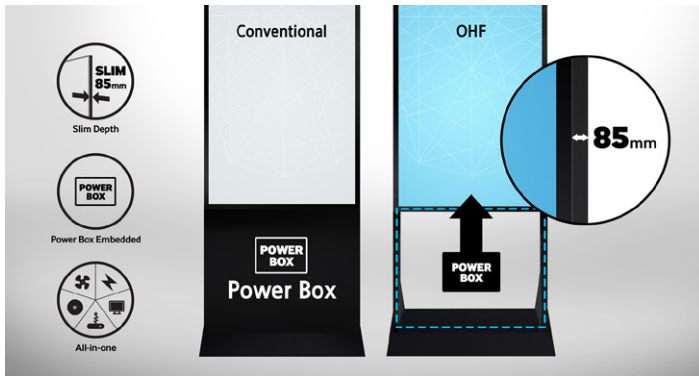 SLIM
85mm
Slim Depth
POWER
BOX
Power Box Embedded
All-in-one
Conventional
POWER
BOX
Power Box
OHF
POWER
BOX
85mm